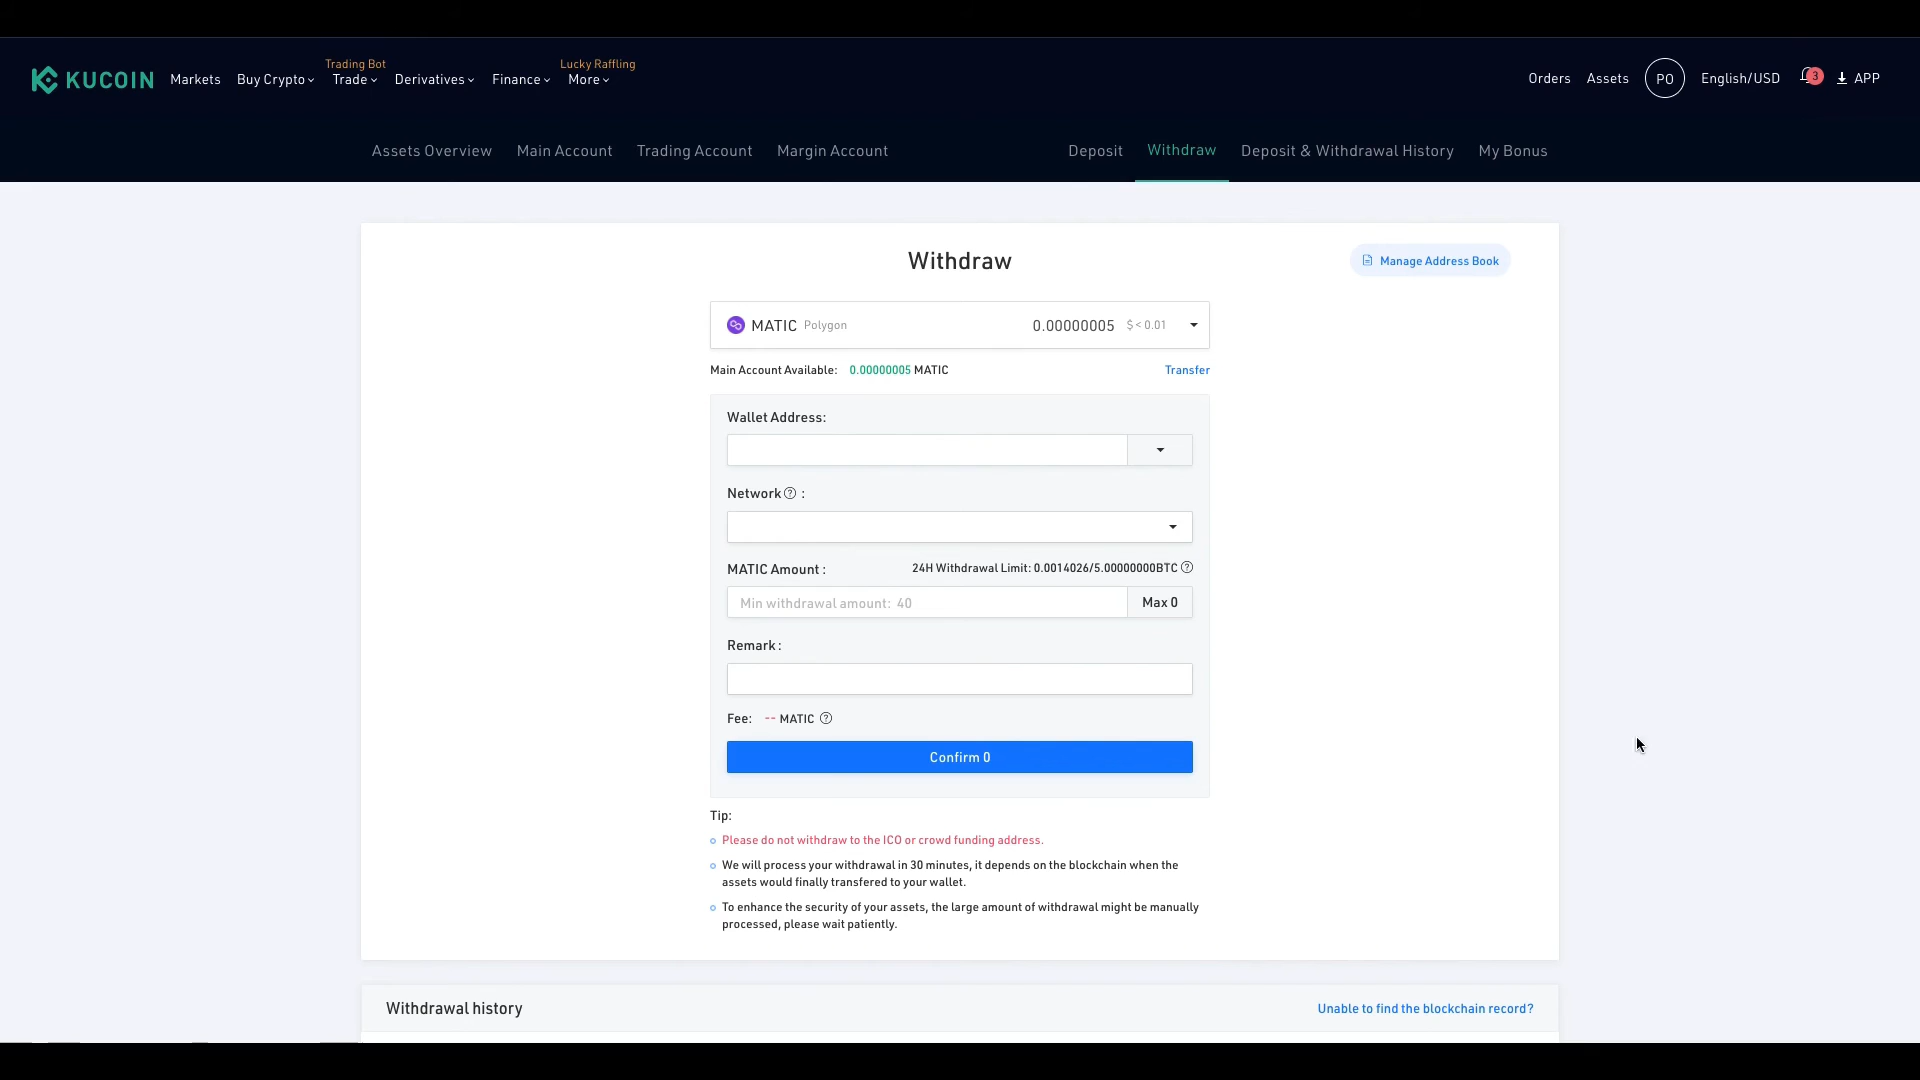 Trading Bot
Lucky Raffling
KUCOIN Markets Buy Crypto Trade Derivatives Finance More
Orders Assets PO English/USD 3 APP
Assets Overview Main Account Trading Account Margin Account Deposit Withdraw Deposit & Withdrawal History My Bonus
Withdraw
Manage Address Book
MATIC Polygon 0.00000005 $ < 0.01
Main Account Available: 0.00000005 MATIC Transfer
Wallet Address:
Network ? :
MATIC Amount : 24H Withdrawal Limit: 0.0014026/5.00000000BTC ?
Min withdrawal amount: 40 Max 0
Remark :
Fee: -- MATIC ?
Confirm 0
Tip:
Please do not withdraw to the ICO or crowd funding address.
We will process your withdrawal in 30 minutes, it depends on the blockchain when the
assets would finally transfered to your wallet.
To enhance the security of your assets, the large amount of withdrawal might be manually
processed, please wait patiently.
Withdrawal history Unable to find the blockchain record?